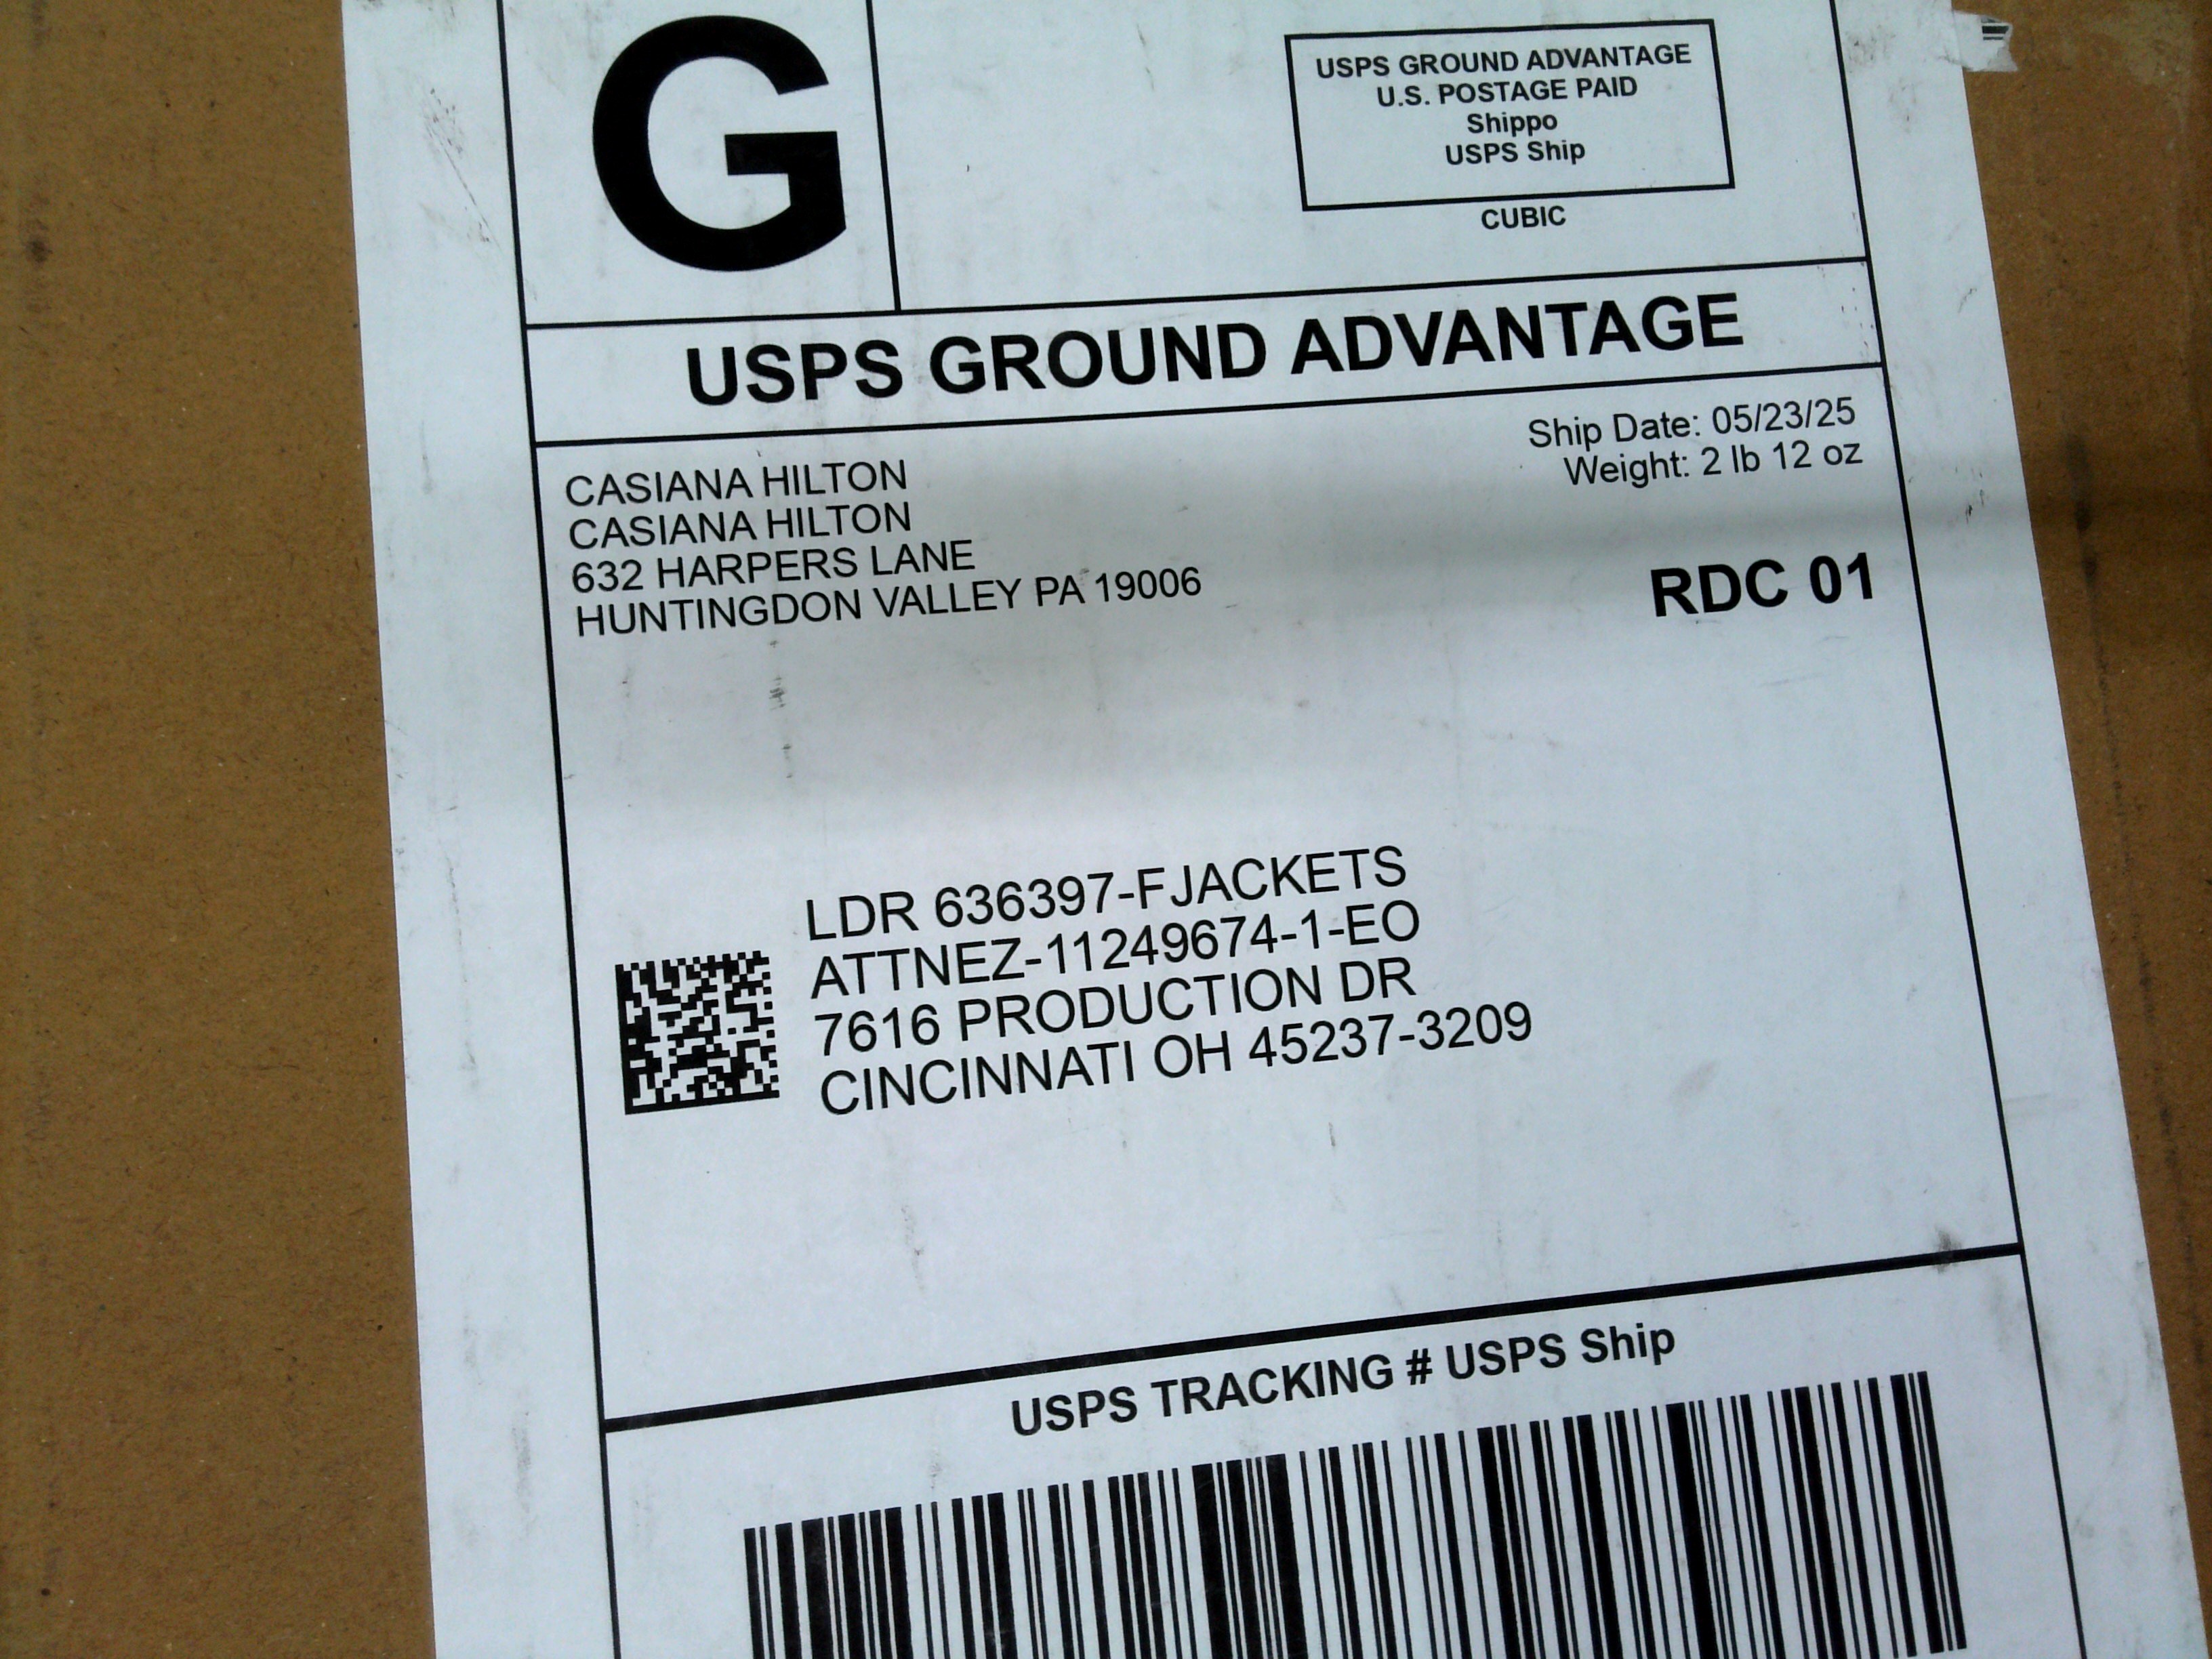 G
USPS GROUND ADVANTAGE
U.S. POSTAGE PAID
Shippo
USPS Ship
CUBIC
USPS GROUND ADVANTAGE
Ship Date: 05/23/25
Weight: 2 lb 12 oz
CASIANA HILTON
CASIANA HILTON
632 HARPERS LANE
HUNTINGDON VALLEY PA 19006
RDC 01
LDR 636397-FJACKETS
ATTNEZ-11249674-1-EO
7616 PRODUCTION DR
CINCINNATI OH 45237-3209
USPS TRACKING # USPS Ship